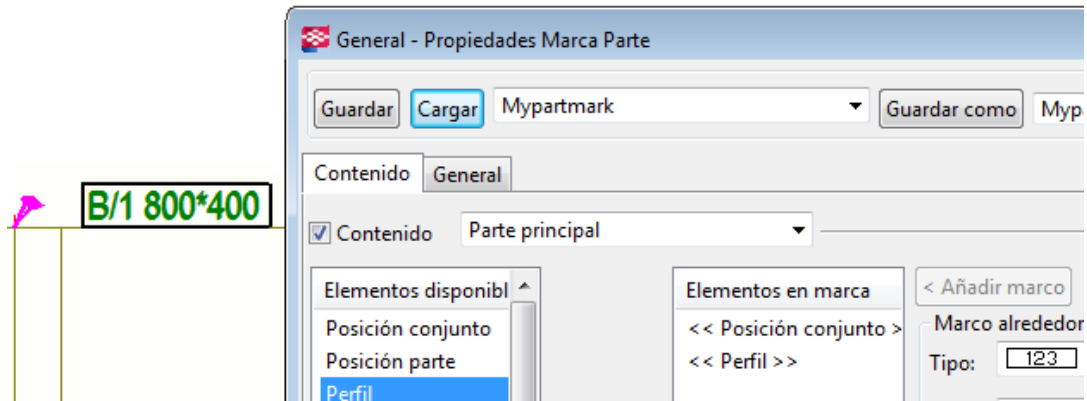 General - Propiedades Marca Parte
Guardar Cargar Mypartmark Guardar como
Contenido General
B/1 800*400
Contenido Parte principal
Elementos disponibl Elementos en marca < Añadir marco
Posición conjunto << Posición conjunto > Marco alrededor
Posición parte << Perfil >> Tipo: 123
Perfil